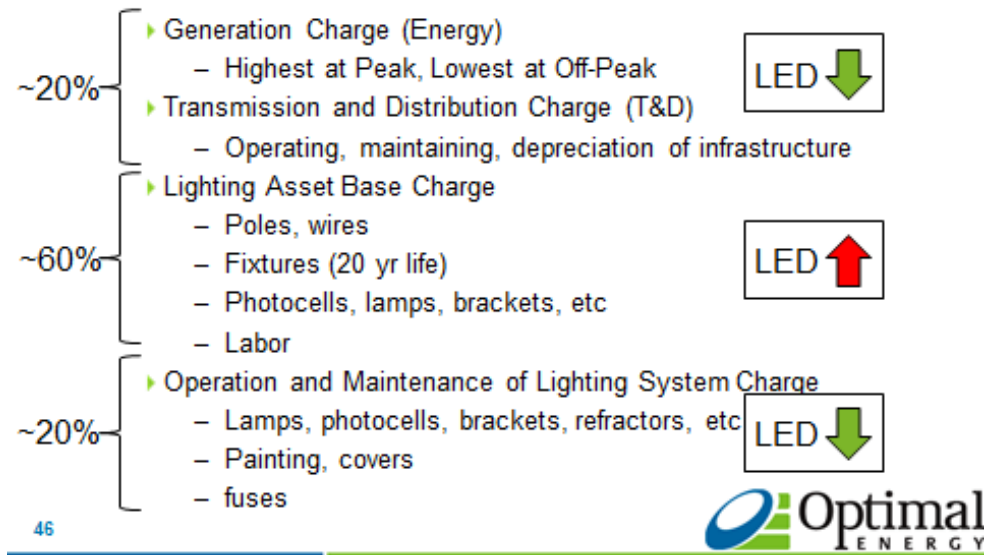 Generation Charge (Energy)
– Highest at Peak, Lowest at Off-Peak
~20%
LED
Transmission and Distribution Charge (T&D)
– Operating, maintaining, depreciation of infrastructure
Lighting Asset Base Charge
– Poles, wires
~60%
– Fixtures (20 yr life)
LED
– Photocells, lamps, brackets, etc
– Labor
Operation and Maintenance of Lighting System Charge
– Lamps, photocells, brackets, refractors, etc
~20%
LED
– Painting, covers
– fuses
46
Optimal
ENERGY